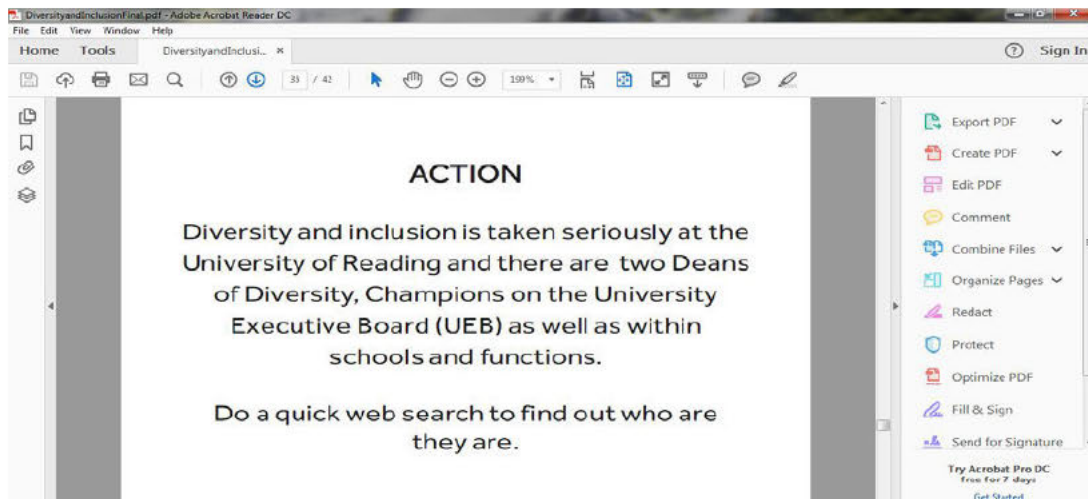 DiversityandInclusionFinal.pdf - Adobe Acrobat Reader DC
File Edit View Window Help
Home Tools DiversityandInclusi... × Sign In
33 / 42 199%
ACTION
Diversity and inclusion is taken seriously at the
University of Reading and there are two Deans
of Diversity, Champions on the University
Executive Board (UEB) as well as within
schools and functions.
Do a quick web search to find out who are
they are.
Export PDF
Create PDF
Edit PDF
Comment
Combine Files
Organize Pages
Redact
Protect
Optimize PDF
Fill & Sign
Send for Signature
Try Acrobat Pro DC
free for 7 days
Get Started